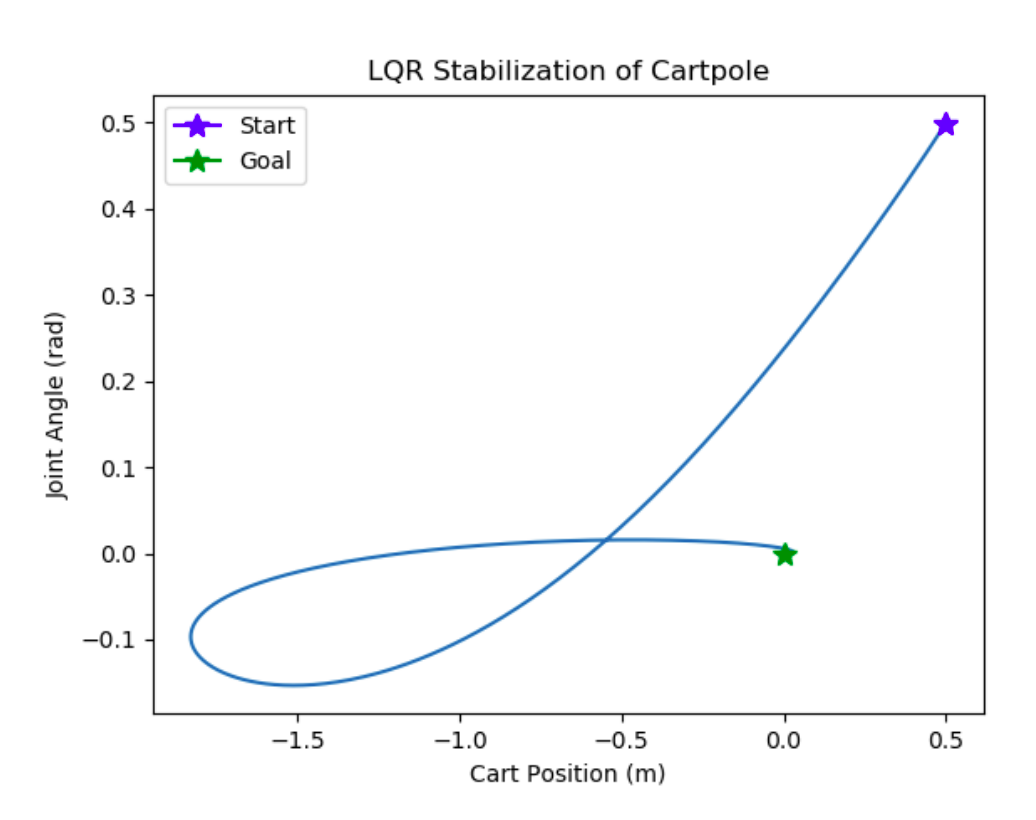 LQR Stabilization of Cartpole
Start
Goal
0.5
0.4
0.3
0.2
0.1
0.0
−0.1
Joint Angle (rad)
−1.5
−1.0
−0.5
0.0
0.5
Cart Position (m)